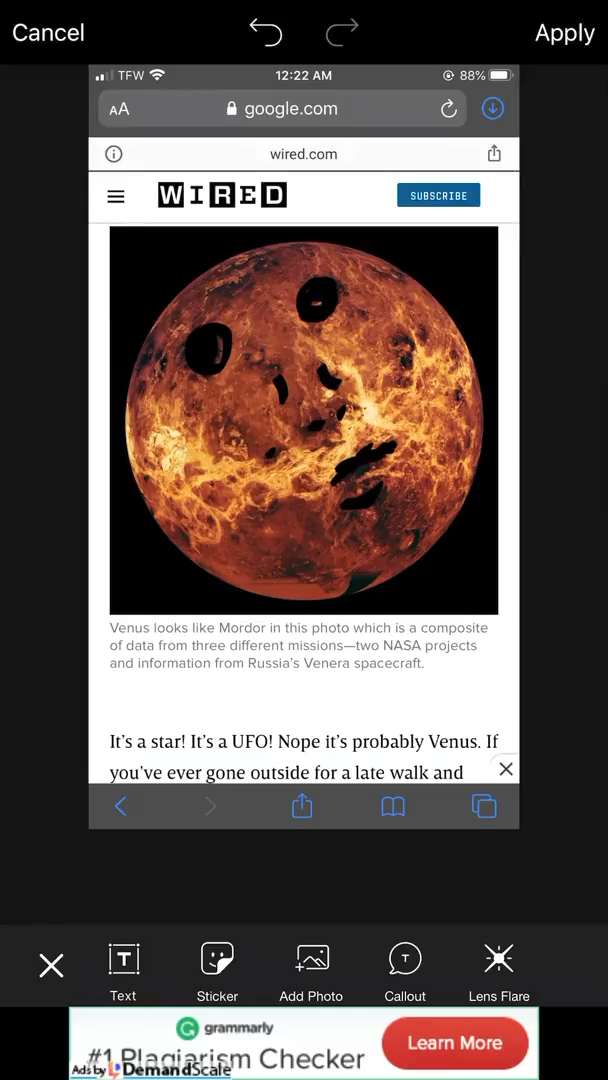 Cancel
Apply
TFW
12:22 AM
88%
AA
google.com
wired.com
WIRED
SUBSCRIBE
Venus looks like Mordor in this photo which is a composite
of data from three different missions—two NASA projects
and information from Russia's Venera spacecraft.
It's a star! It's a UFO! Nope it's probably Venus. If
you've ever gone outside for a late walk and
T
T
Text
Sticker
Add Photo
Callout
Lens Flare
grammarly
#1 Plagiarism Checker
Learn More
Ads by DemandScale